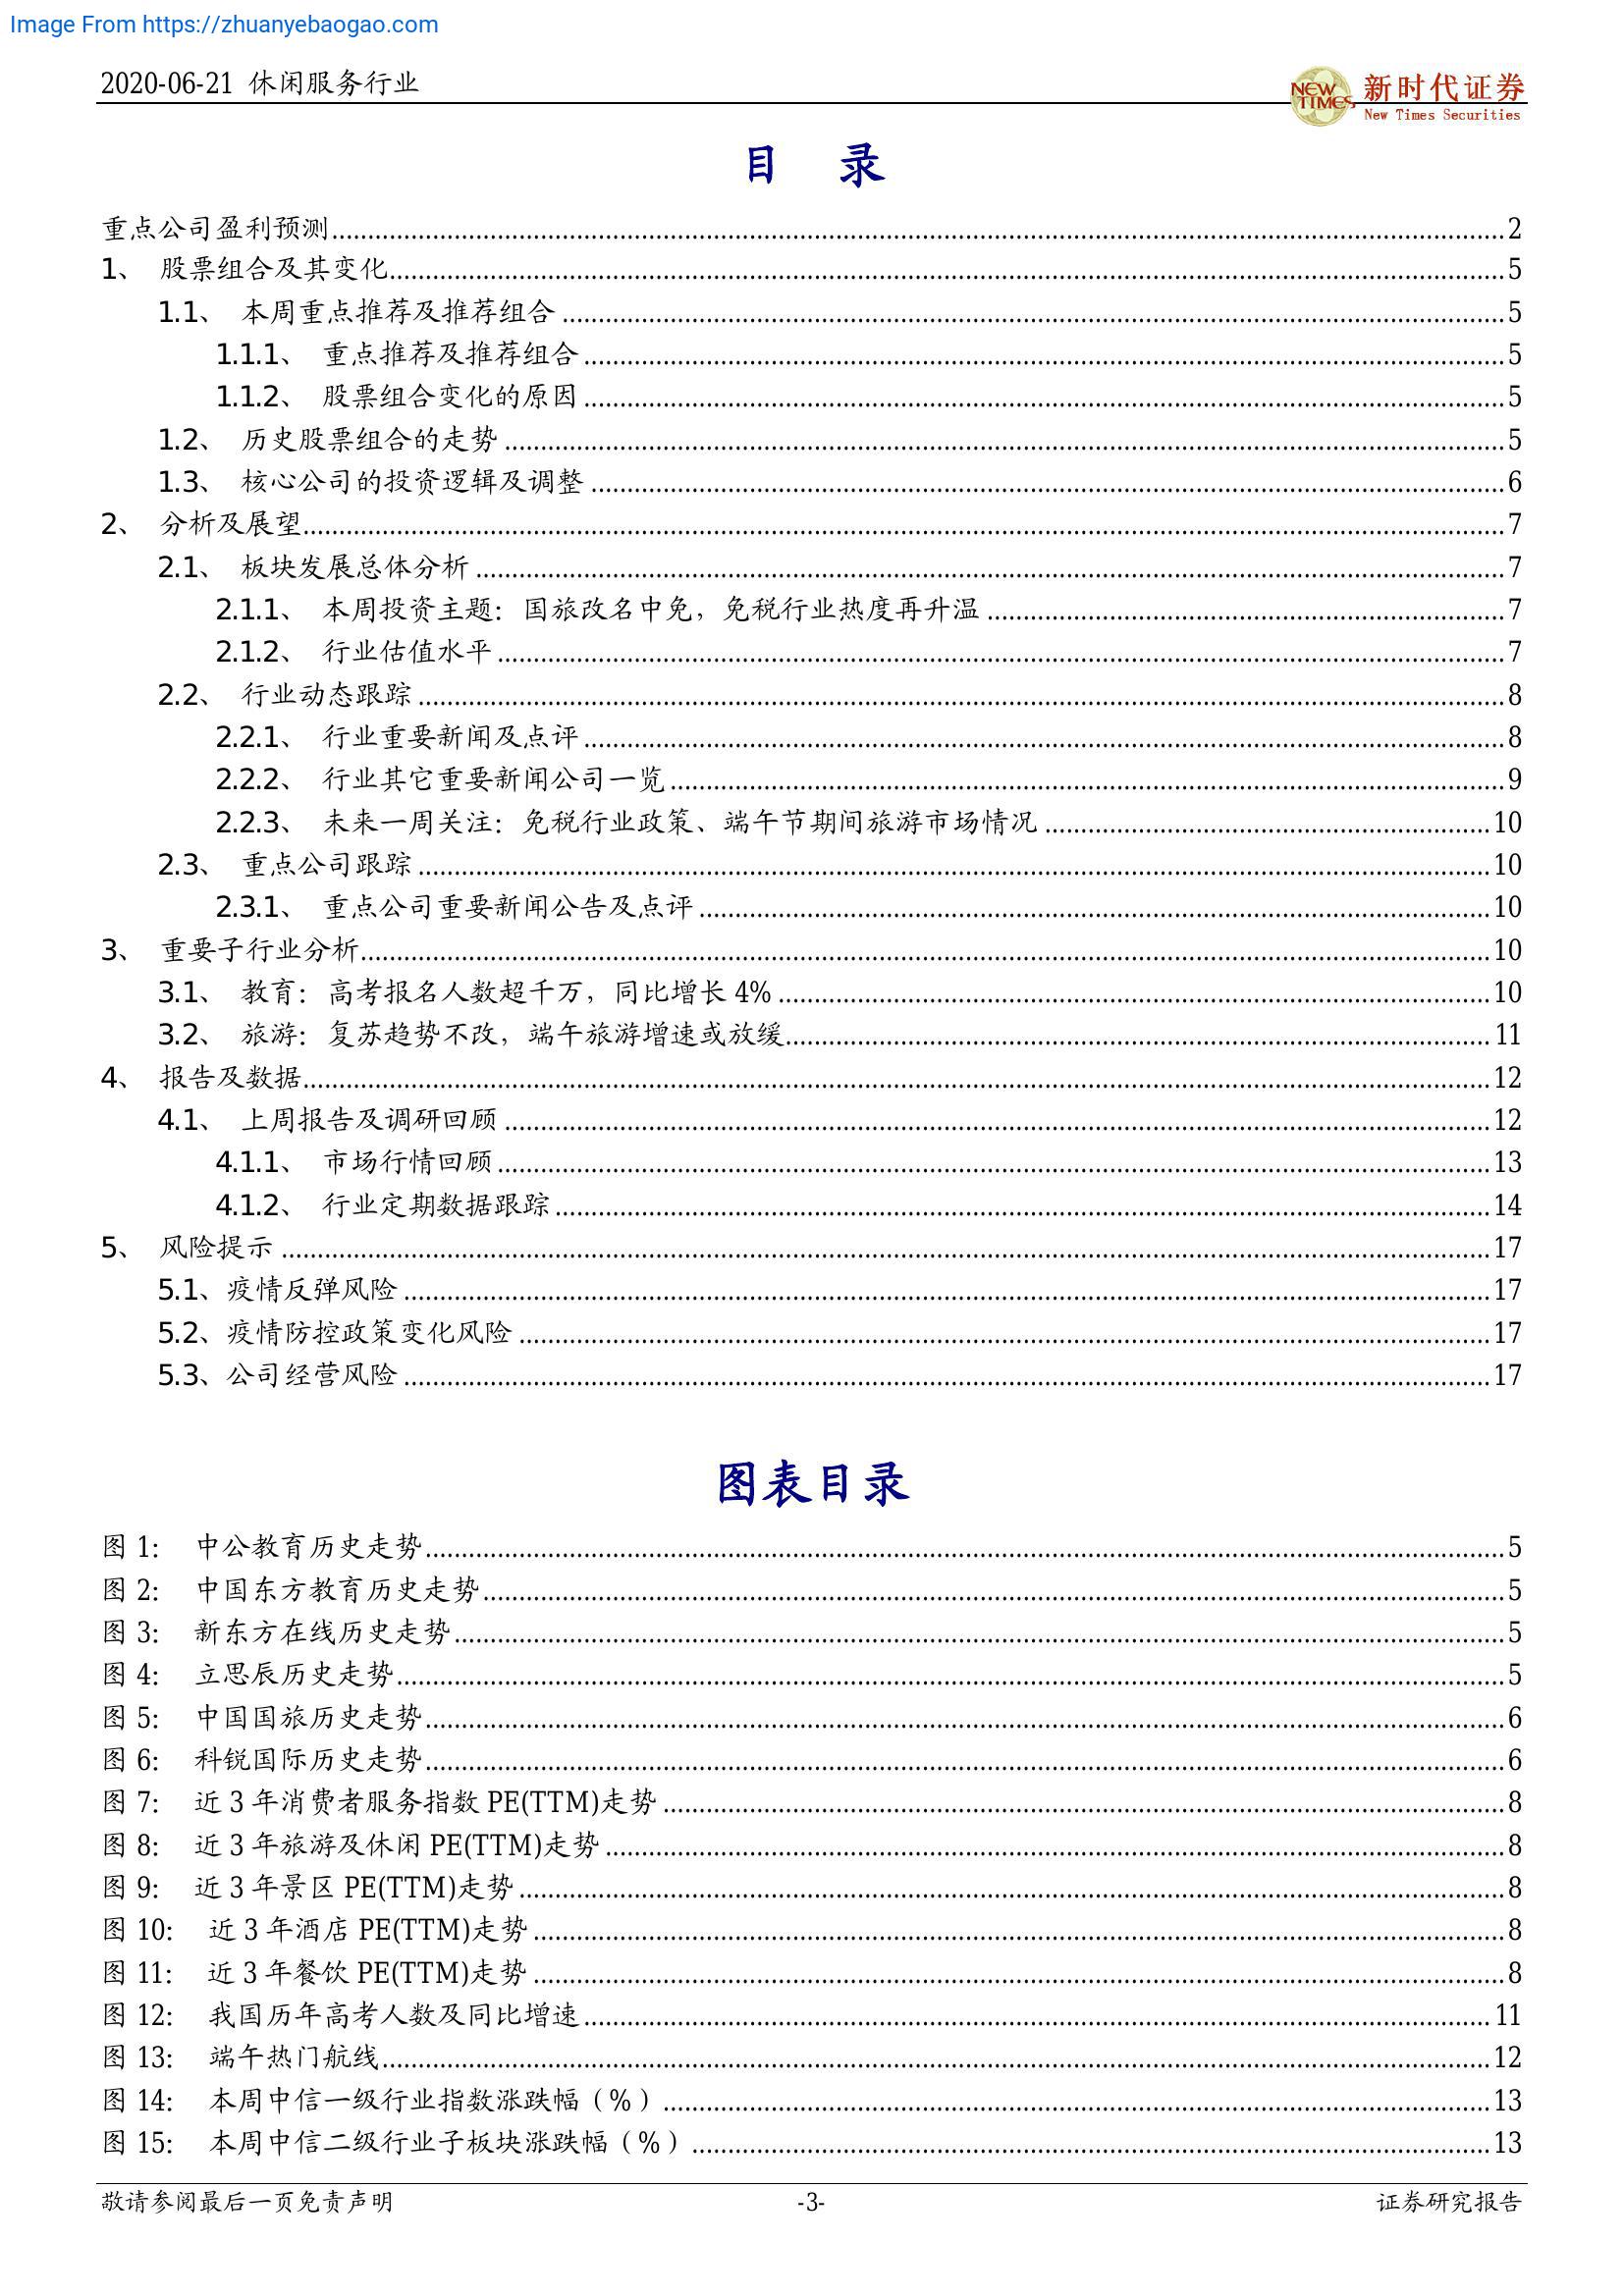 Image From https://zhuanyebaogao.com
2020-06-21 休闲服务行业
NEW TIMES 新时代证券
New Times Securities
目 录
重点公司盈利预测 2
1、 股票组合及其变化 5
1.1、 本周重点推荐及推荐组合 5
1.1.1、 重点推荐及推荐组合 5
1.1.2、 股票组合变化的原因 5
1.2、 历史股票组合的走势 5
1.3、 核心公司的投资逻辑及调整 6
2、 分析及展望 7
2.1、 板块发展总体分析 7
2.1.1、 本周投资主题：国旅改名中免，免税行业热度再升温 7
2.1.2、 行业估值水平 7
2.2、 行业动态跟踪 8
2.2.1、 行业重要新闻及点评 8
2.2.2、 行业其它重要新闻公司一览 9
2.2.3、 未来一周关注：免税行业政策、端午节期间旅游市场情况 10
2.3、 重点公司跟踪 10
2.3.1、 重点公司重要新闻公告及点评 10
3、 重要子行业分析 10
3.1、 教育：高考报名人数超千万，同比增长 4% 10
3.2、 旅游：复苏趋势不改，端午旅游增速或放缓 11
4、 报告及数据 12
4.1、 上周报告及调研回顾 12
4.1.1、 市场行情回顾 13
4.1.2、 行业定期数据跟踪 14
5、 风险提示 17
5.1、疫情反弹风险 17
5.2、疫情防控政策变化风险 17
5.3、公司经营风险 17
图表目录
图 1: 中公教育历史走势 5
图 2: 中国东方教育历史走势 5
图 3: 新东方在线历史走势 5
图 4: 立思辰历史走势 5
图 5: 中国国旅历史走势 6
图 6: 科锐国际历史走势 6
图 7: 近 3 年消费者服务指数 PE(TTM)走势 8
图 8: 近 3 年旅游及休闲 PE(TTM)走势 8
图 9: 近 3 年景区 PE(TTM)走势 8
图 10: 近 3 年酒店 PE(TTM)走势 8
图 11: 近 3 年餐饮 PE(TTM)走势 8
图 12: 我国历年高考人数及同比增速 11
图 13: 端午热门航线 12
图 14: 本周中信一级行业指数涨跌幅（%） 13
图 15: 本周中信二级行业子板块涨跌幅（%） 13
敬请参阅最后一页免责声明 -3- 证券研究报告